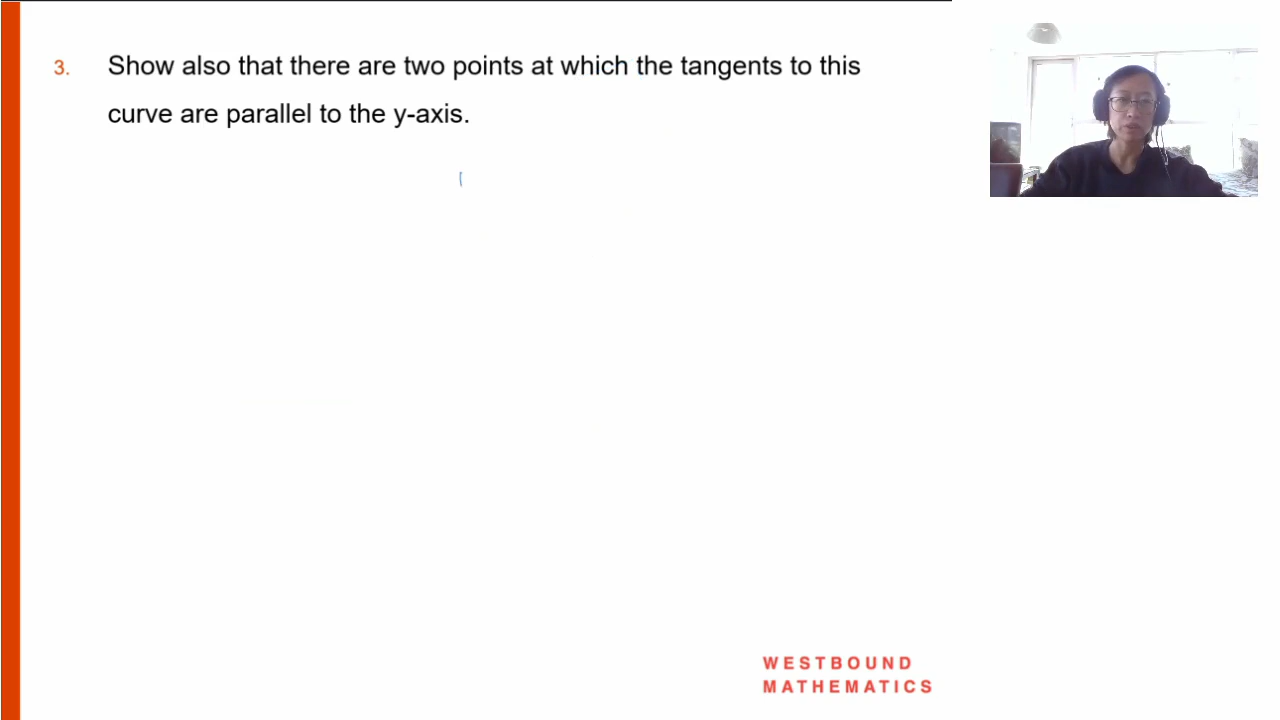 3. Show also that there are two points at which the tangents to this
curve are parallel to the y-axis.
WESTBOUND
MATHEMATICS